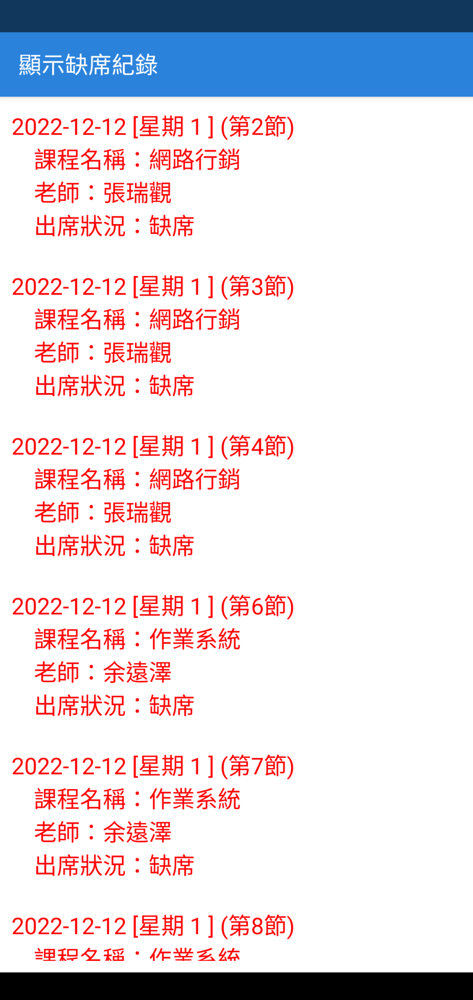 顯示缺席紀錄
2022-12-12 [星期 1 ] (第2節)
課程名稱：網路行銷
老師：張瑞觀
出席狀況：缺席
2022-12-12 [星期 1 ] (第3節)
課程名稱：網路行銷
老師：張瑞觀
出席狀況：缺席
2022-12-12 [星期 1 ] (第4節)
課程名稱：網路行銷
老師：張瑞觀
出席狀況：缺席
2022-12-12 [星期 1 ] (第6節)
課程名稱：作業系統
老師：余遠澤
出席狀況：缺席
2022-12-12 [星期 1 ] (第7節)
課程名稱：作業系統
老師：余遠澤
出席狀況：缺席
2022-12-12 [星期 1 ] (第8節)
課程名稱：作業系統